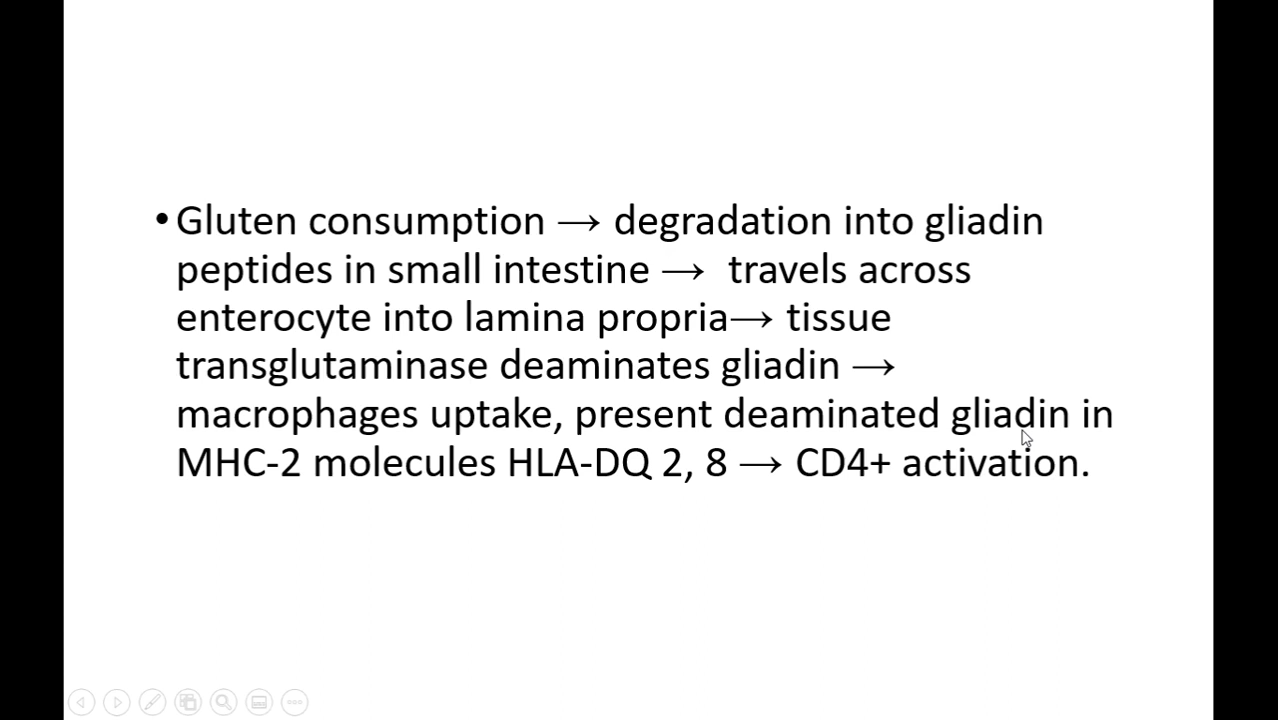 •Gluten consumption → degradation into gliadin
peptides in small intestine → travels across
enterocyte into lamina propria→ tissue
transglutaminase deaminates gliadin →
macrophages uptake, present deaminated gliadin in
MHC-2 molecules HLA-DQ 2, 8 → CD4+ activation.